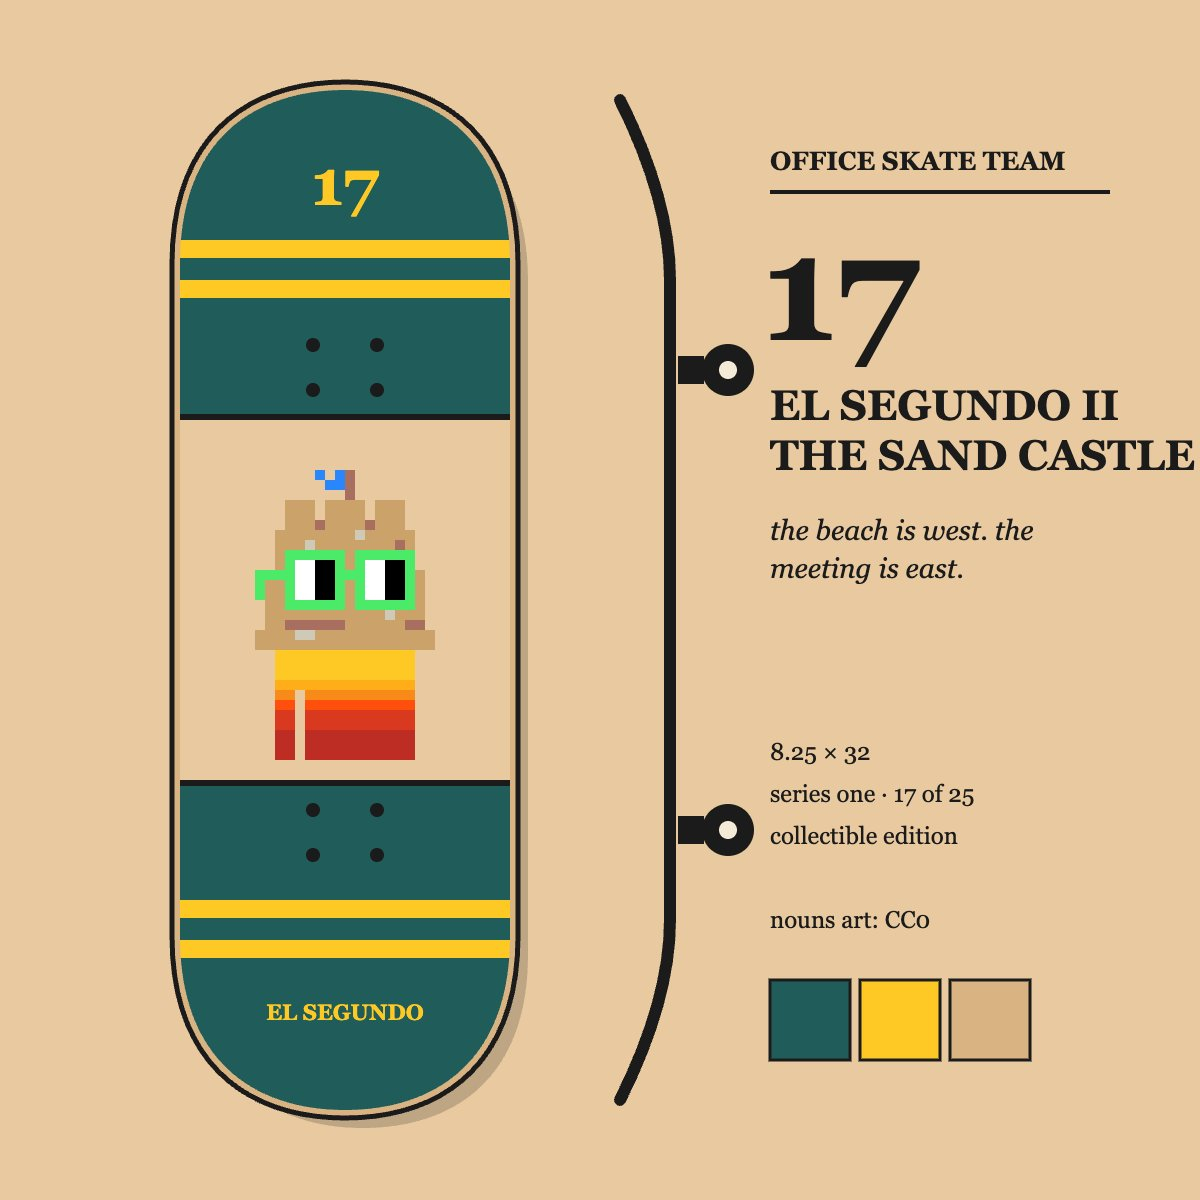 17
EL SEGUNDO
OFFICE SKATE TEAM
17
EL SEGUNDO II
THE SAND CASTLE
the beach is west. the
meeting is east.
8.25 × 32
series one · 17 of 25
collectible edition
nouns art: CC0